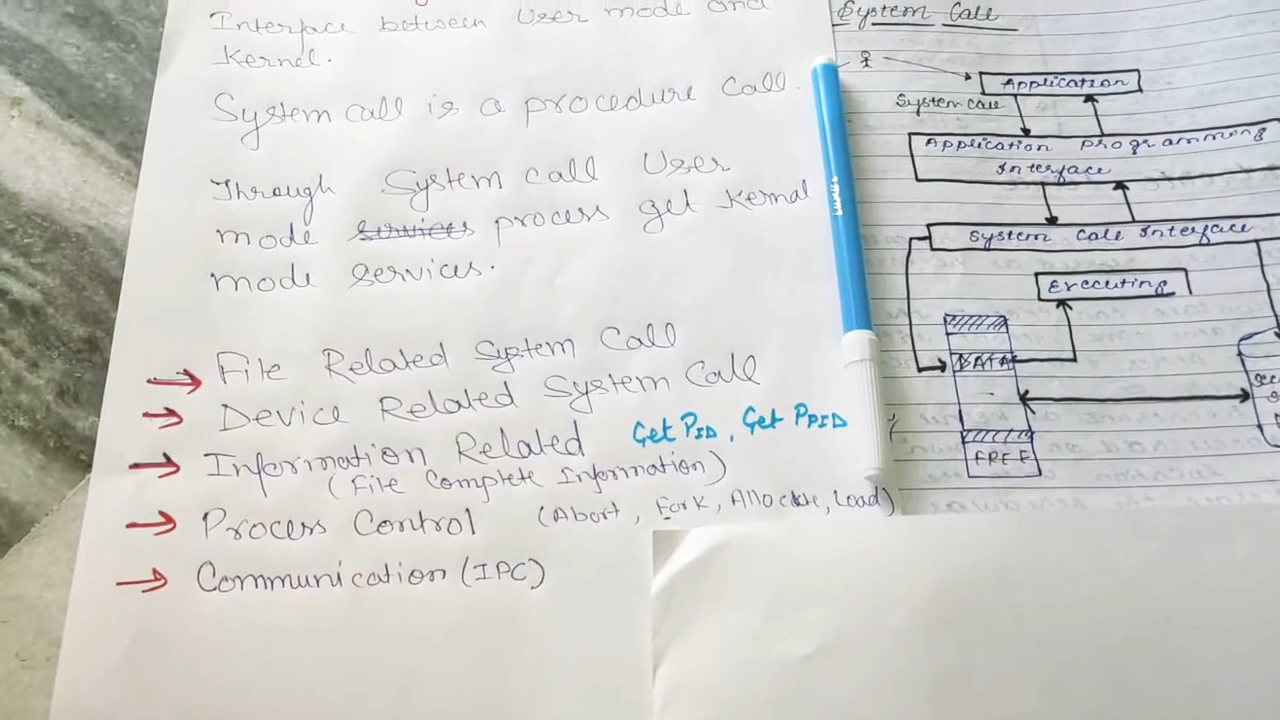 Interface between User mode and
Kernel.
System call is a procedure call.
Through System call User
mode services process get kernal
mode services.
→ File Related System Call
→ Device Related System Call
→ Information Related Get PID, Get PPID
(File Complete Information)
→ Process Control (Abort, Fork, Allocate, Load)
→ Communication (IPC)
System Call
Application
System call
Application programming
Interface
System Call Interface
Executing
DATA
FREE